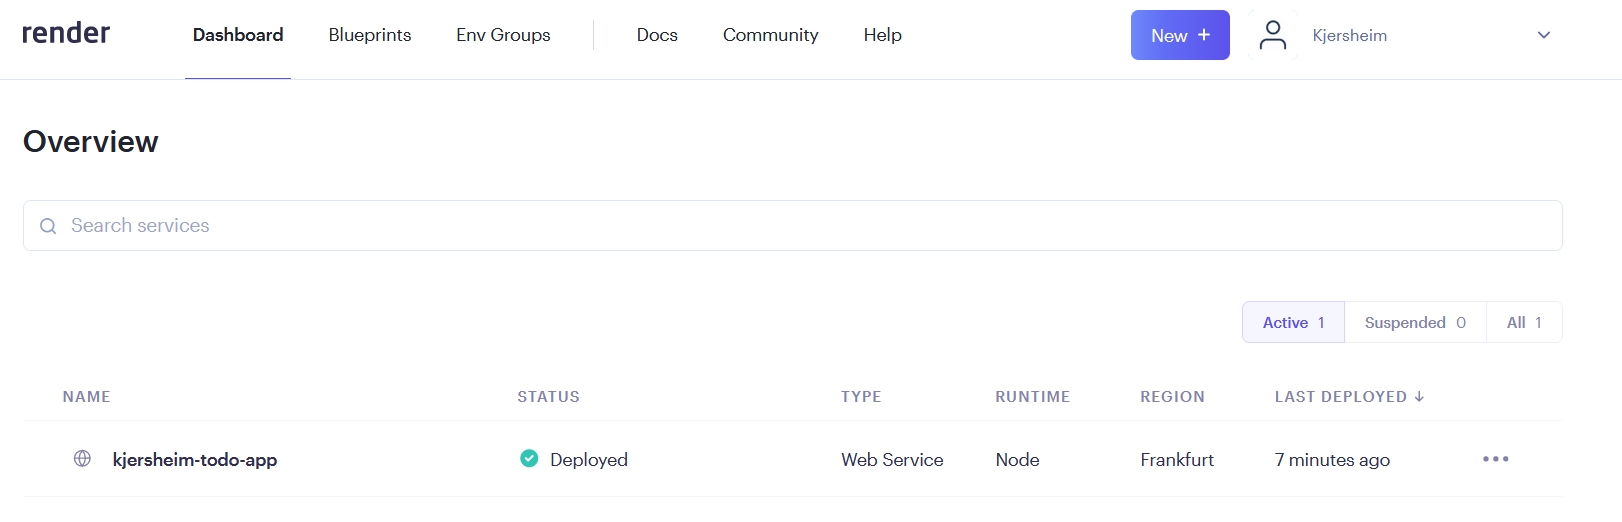 render Dashboard Blueprints Env Groups Docs Community Help New + Kjersheim
Overview
Search services
Active 1 Suspended 0 All 1
NAME STATUS TYPE RUNTIME REGION LAST DEPLOYED ↓
kjersheim-todo-app Deployed Web Service Node Frankfurt 7 minutes ago